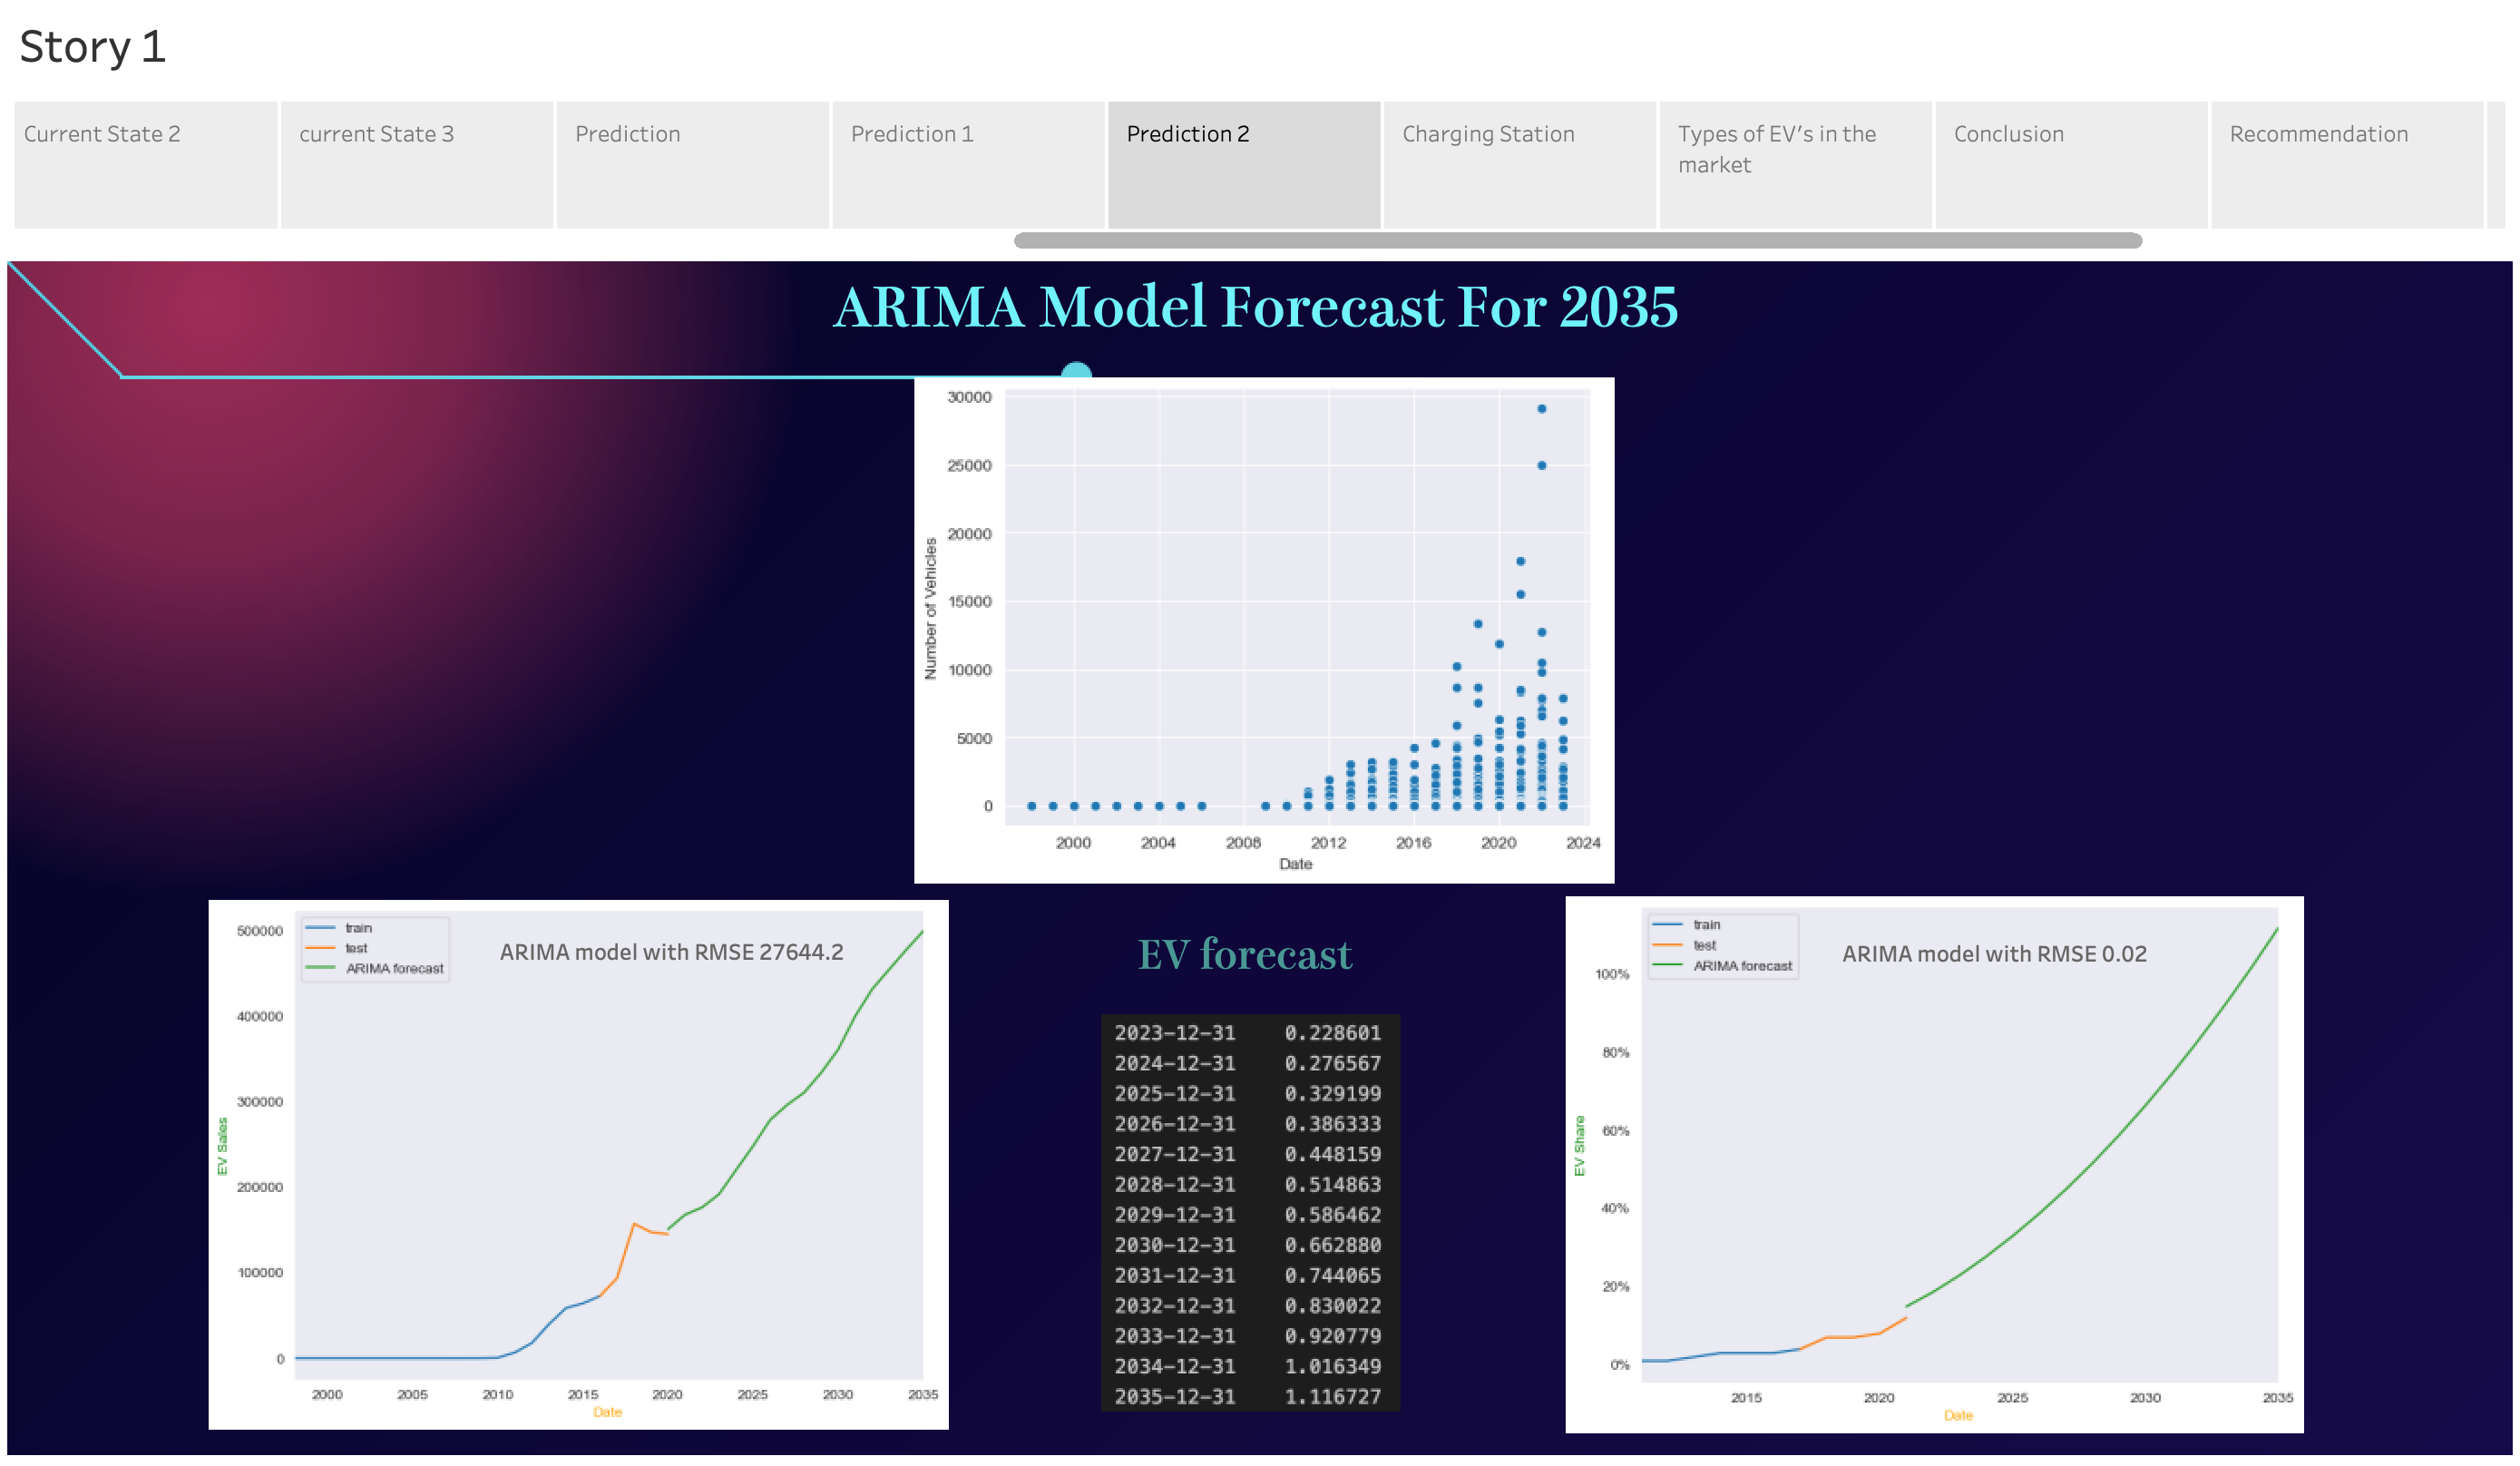 Story 1
Current State 2
current State 3
Prediction
Prediction 1
Prediction 2
Charging Station
Types of EV's in the
market
Conclusion
Recommendation
ARIMA Model Forecast For 2035
30000
25000
20000
15000
10000
5000
0
Number of Vehicles
2000 2004 2008 2012 2016 2020 2024
Date
train
test
ARIMA forecast
ARIMA model with RMSE 27644.2
500000
400000
300000
200000
100000
0
EV Sales
2000 2005 2010 2015 2020 2025 2030 2035
Date
EV forecast
2023-12-31 0.228601
2024-12-31 0.276567
2025-12-31 0.329199
2026-12-31 0.386333
2027-12-31 0.448159
2028-12-31 0.514863
2029-12-31 0.586462
2030-12-31 0.662880
2031-12-31 0.744065
2032-12-31 0.830022
2033-12-31 0.920779
2034-12-31 1.016349
2035-12-31 1.116727
train
test
ARIMA forecast
ARIMA model with RMSE 0.02
100%
80%
60%
40%
20%
0%
EV Share
2015 2020 2025 2030 2035
Date